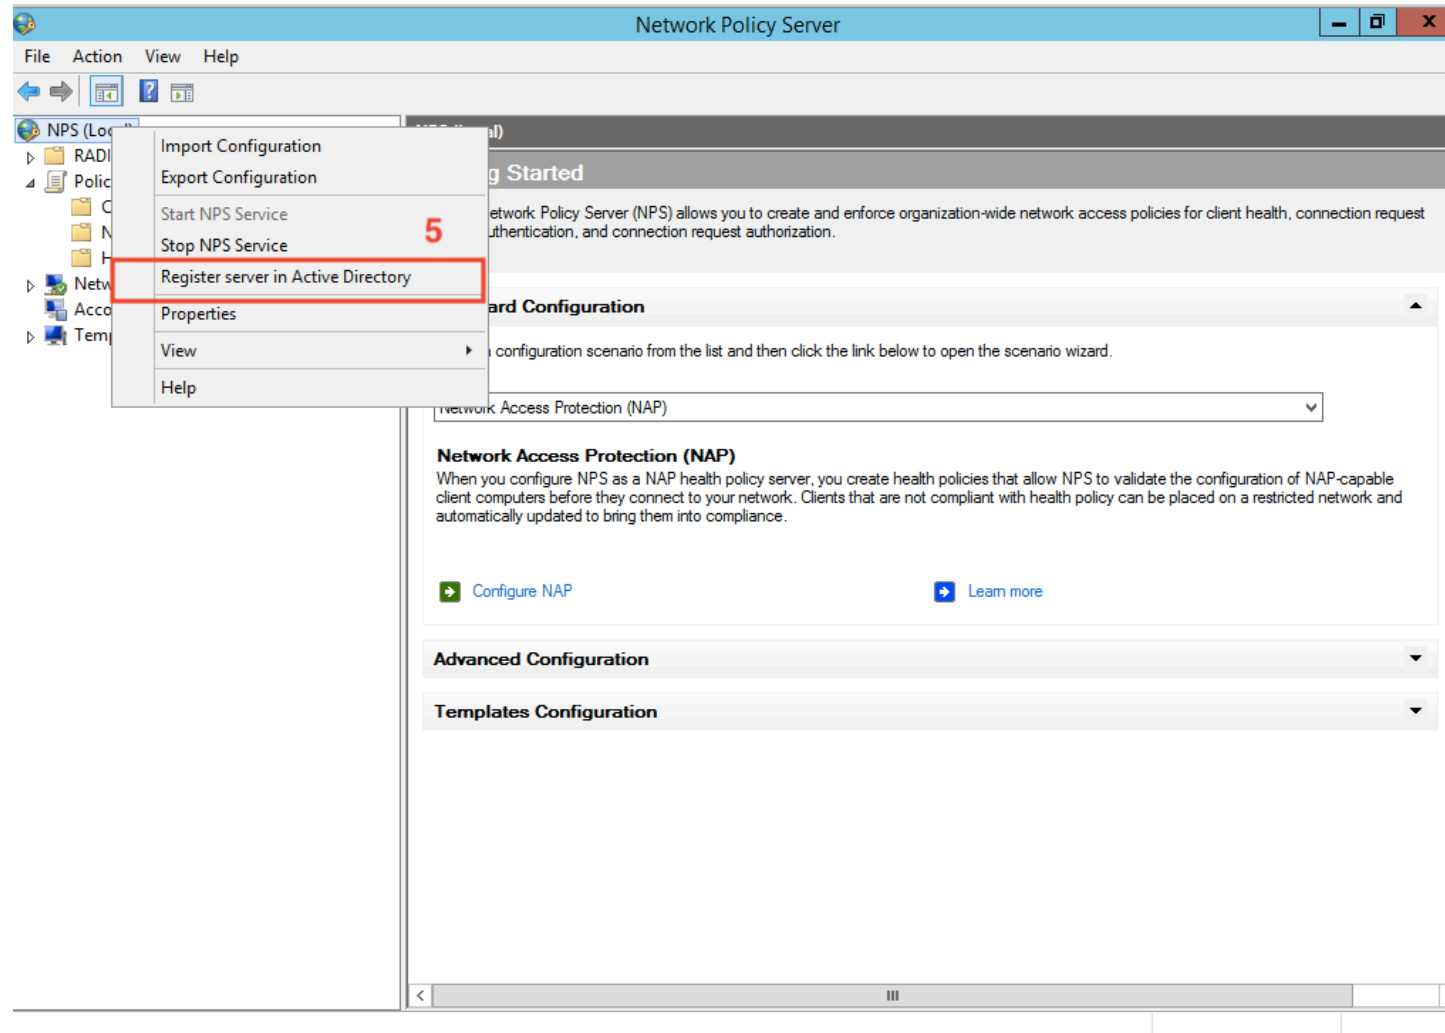 Network Policy Server
File Action View Help
NPS (Local)
RADI
Polic
C
N
H
Netw
Acco
Temp
Import Configuration
Export Configuration
Start NPS Service
5
Stop NPS Service
Register server in Active Directory
Properties
View
Help
al)
g Started
etwork Policy Server (NPS) allows you to create and enforce organization-wide network access policies for client health, connection request
uthentication, and connection request authorization.
ard Configuration
configuration scenario from the list and then click the link below to open the scenario wizard.
Network Access Protection (NAP)
Network Access Protection (NAP)
When you configure NPS as a NAP health policy server, you create health policies that allow NPS to validate the configuration of NAP-capable
client computers before they connect to your network. Clients that are not compliant with health policy can be placed on a restricted network and
automatically updated to bring them into compliance.
Configure NAP
Learn more
Advanced Configuration
Templates Configuration